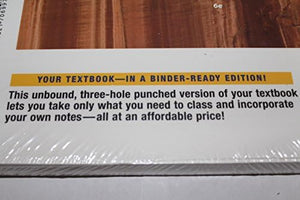 6e
YOUR TEXTBOOK—IN A BINDER-READY EDITION!
This unbound, three-hole punched version of your textbook
lets you take only what you need to class and incorporate
your own notes—all at an affordable price!